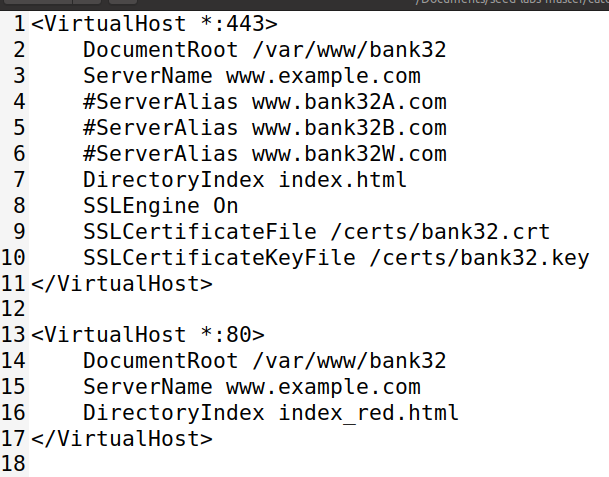 /Documents/seed-labs-master/cate
1 <VirtualHost *:443>
2 DocumentRoot /var/www/bank32
3 ServerName www.example.com
4 #ServerAlias www.bank32A.com
5 #ServerAlias www.bank32B.com
6 #ServerAlias www.bank32W.com
7 DirectoryIndex index.html
8 SSLEngine On
9 SSLCertificateFile /certs/bank32.crt
10 SSLCertificateKeyFile /certs/bank32.key
11 </VirtualHost>
12
13 <VirtualHost *:80>
14 DocumentRoot /var/www/bank32
15 ServerName www.example.com
16 DirectoryIndex index_red.html
17 </VirtualHost>
18